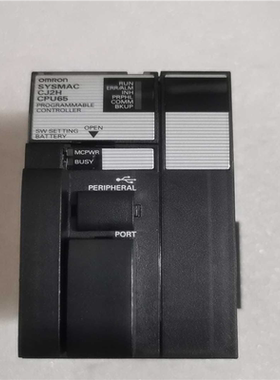 OMRON
SYSMAC
CJ2H
CPU65
PROGRAMMABLE
CONTROLLER
RUN
ERR/ALM
INH
PRPHL
COMM
BKUP
SW SETTING
BATTERY
OPEN
MCPWR
BUSY
PERIPHERAL
PORT